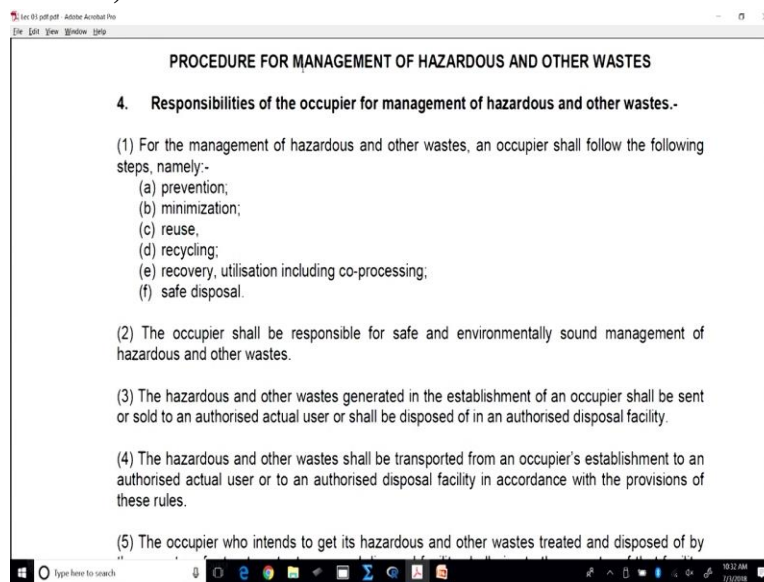 Lec 03.pdf.pdf - Adobe Acrobat Pro
File Edit View Window Help
PROCEDURE FOR MANAGEMENT OF HAZARDOUS AND OTHER WASTES
4. Responsibilities of the occupier for management of hazardous and other wastes.-
(1) For the management of hazardous and other wastes, an occupier shall follow the following
steps, namely:-
(a) prevention;
(b) minimization;
(c) reuse,
(d) recycling;
(e) recovery, utilisation including co-processing;
(f) safe disposal.
(2) The occupier shall be responsible for safe and environmentally sound management of
hazardous and other wastes.
(3) The hazardous and other wastes generated in the establishment of an occupier shall be sent
or sold to an authorised actual user or shall be disposed of in an authorised disposal facility.
(4) The hazardous and other wastes shall be transported from an occupier's establishment to an
authorised actual user or to an authorised disposal facility in accordance with the provisions of
these rules.
(5) The occupier who intends to get its hazardous and other wastes treated and disposed of by
Type here to search
10:32 AM
7/3/2018